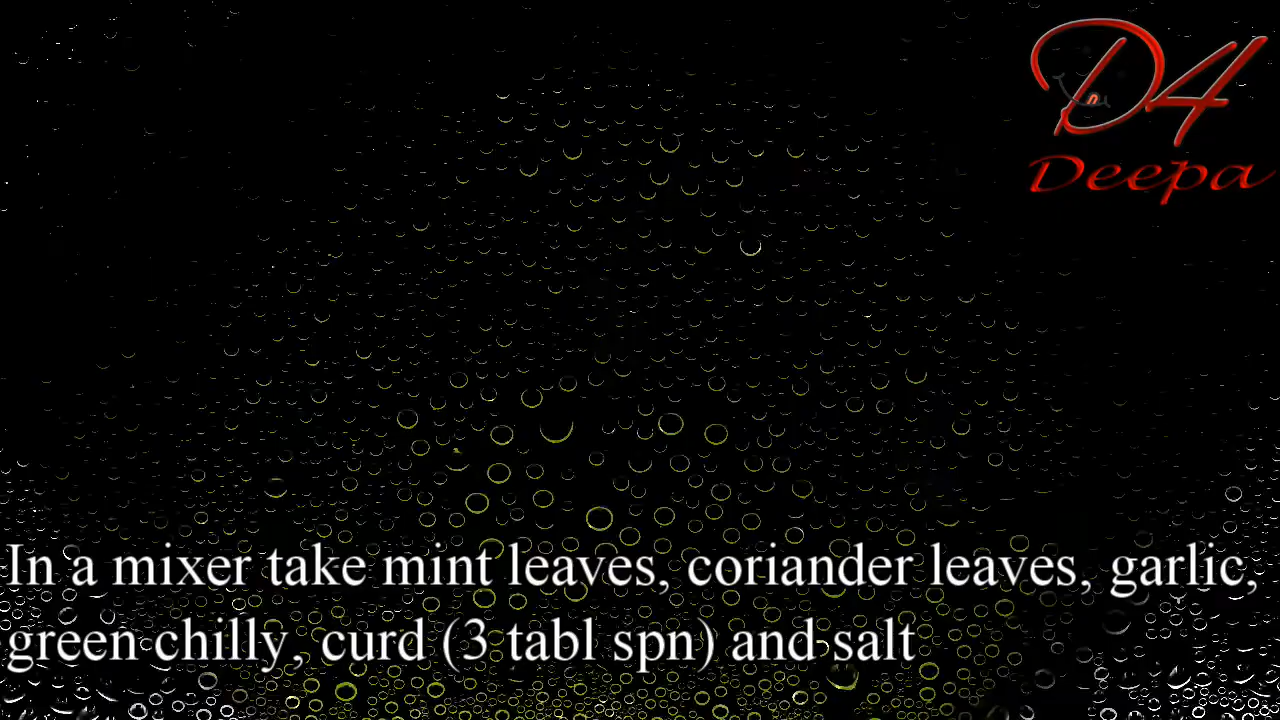 D4
Deepa
In a mixer take mint leaves, coriander leaves, garlic,
green chilly, curd (3 tabl spn) and salt